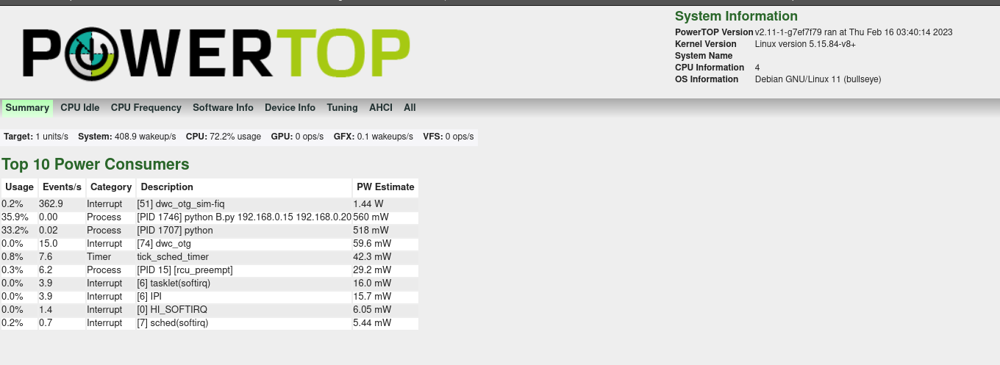 POWERTOP
System Information
PowerTOP Version v2.11-1-g7ef7f79 ran at Thu Feb 16 03:40:14 2023
Kernel Version Linux version 5.15.84-v8+
System Name
CPU Information 4
OS Information Debian GNU/Linux 11 (bullseye)
Summary CPU Idle CPU Frequency Software Info Device Info Tuning AHCI All
Target: 1 units/s System: 408.9 wakeup/s CPU: 72.2% usage GPU: 0 ops/s GFX: 0.1 wakeups/s VFS: 0 ops/s
Top 10 Power Consumers
Usage Events/s Category Description PW Estimate
0.2% 362.9 Interrupt [51] dwc_otg_sim-fiq 1.44 W
35.9% 0.00 Process [PID 1746] python B.py 192.168.0.15 192.168.0.20 560 mW
33.2% 0.02 Process [PID 1707] python 518 mW
0.0% 15.0 Interrupt [74] dwc_otg 59.6 mW
0.8% 7.6 Timer tick_sched_timer 42.3 mW
0.3% 6.2 Process [PID 15] [rcu_preempt] 29.2 mW
0.0% 3.9 Interrupt [6] tasklet(softirq) 16.0 mW
0.0% 3.9 Interrupt [6] IPI 15.7 mW
0.0% 1.4 Interrupt [0] HI_SOFTIRQ 6.05 mW
0.2% 0.7 Interrupt [7] sched(softirq) 5.44 mW